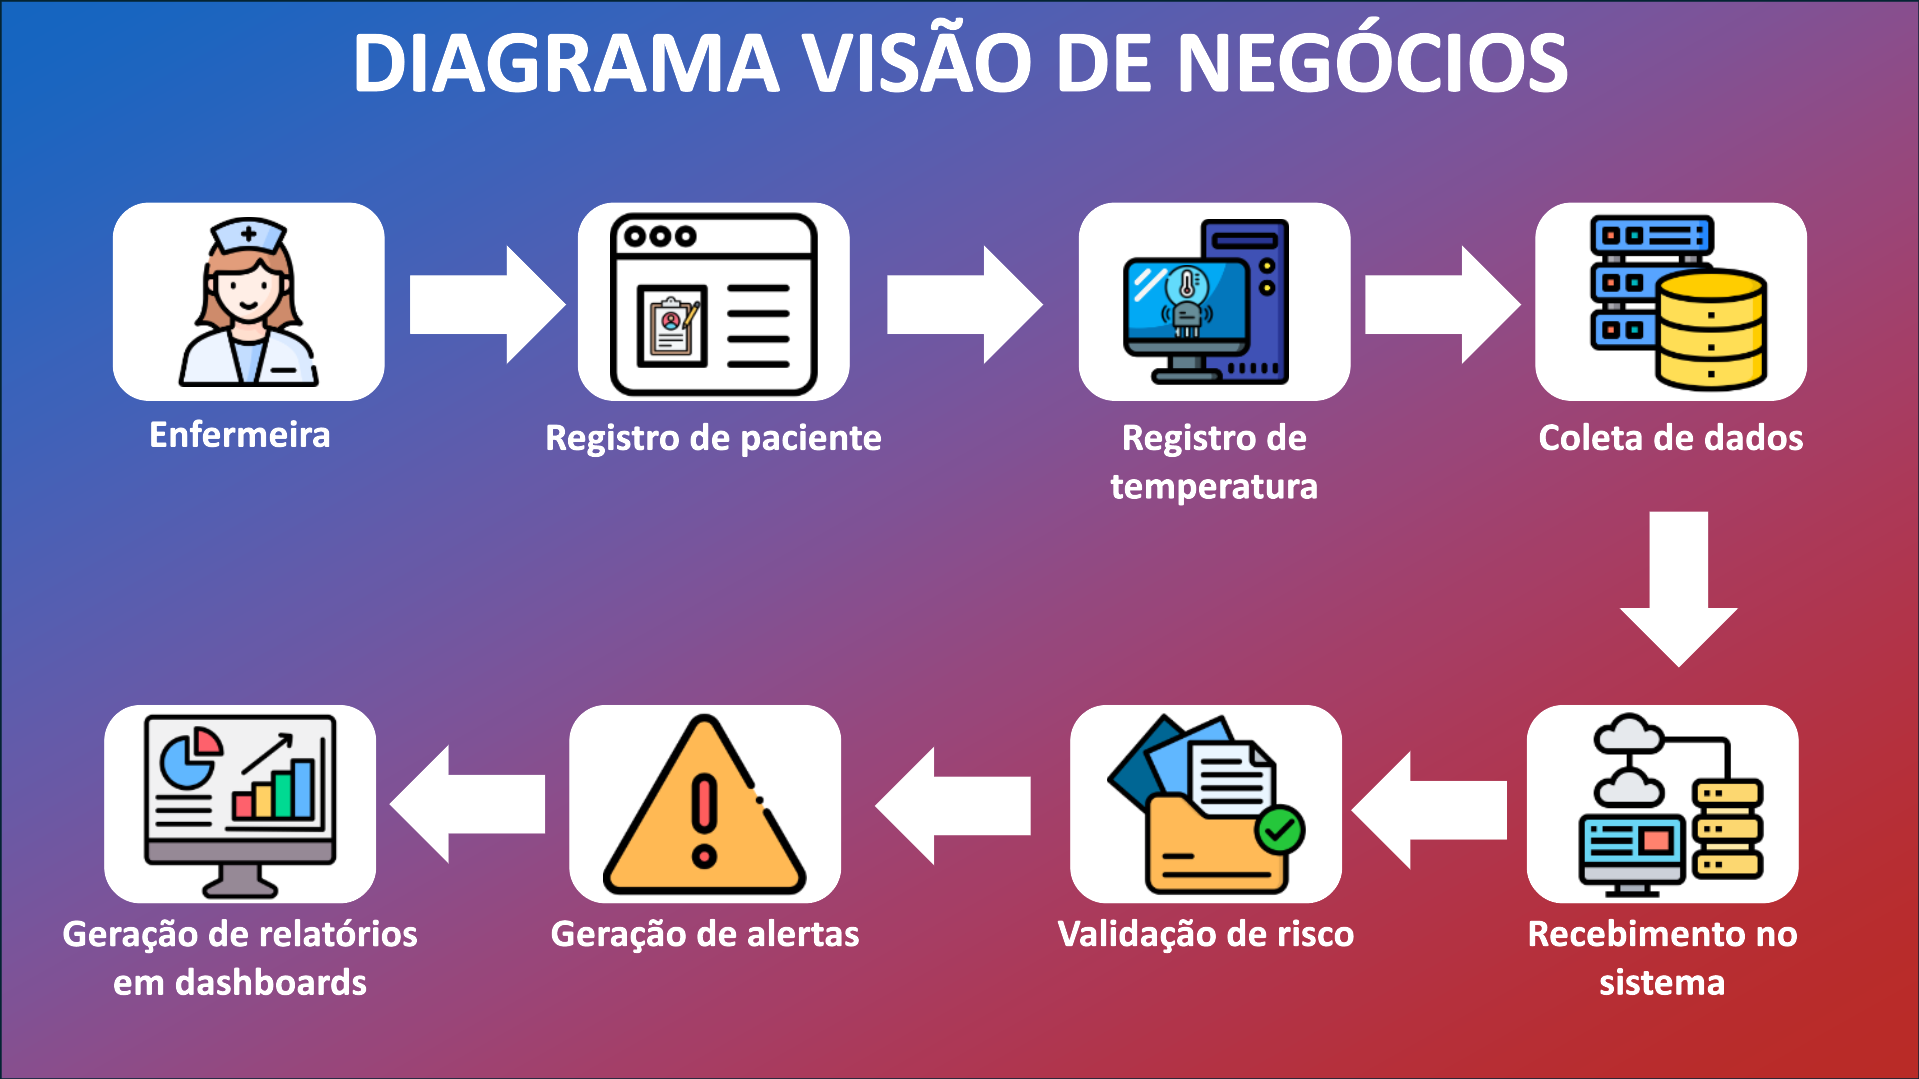 DIAGRAMA VISÃO DE NEGÓCIOS
Enfermeira
Registro de paciente
Registro de
temperatura
Coleta de dados
Geração de relatórios
em dashboards
Geração de alertas
Validação de risco
Recebimento no
sistema